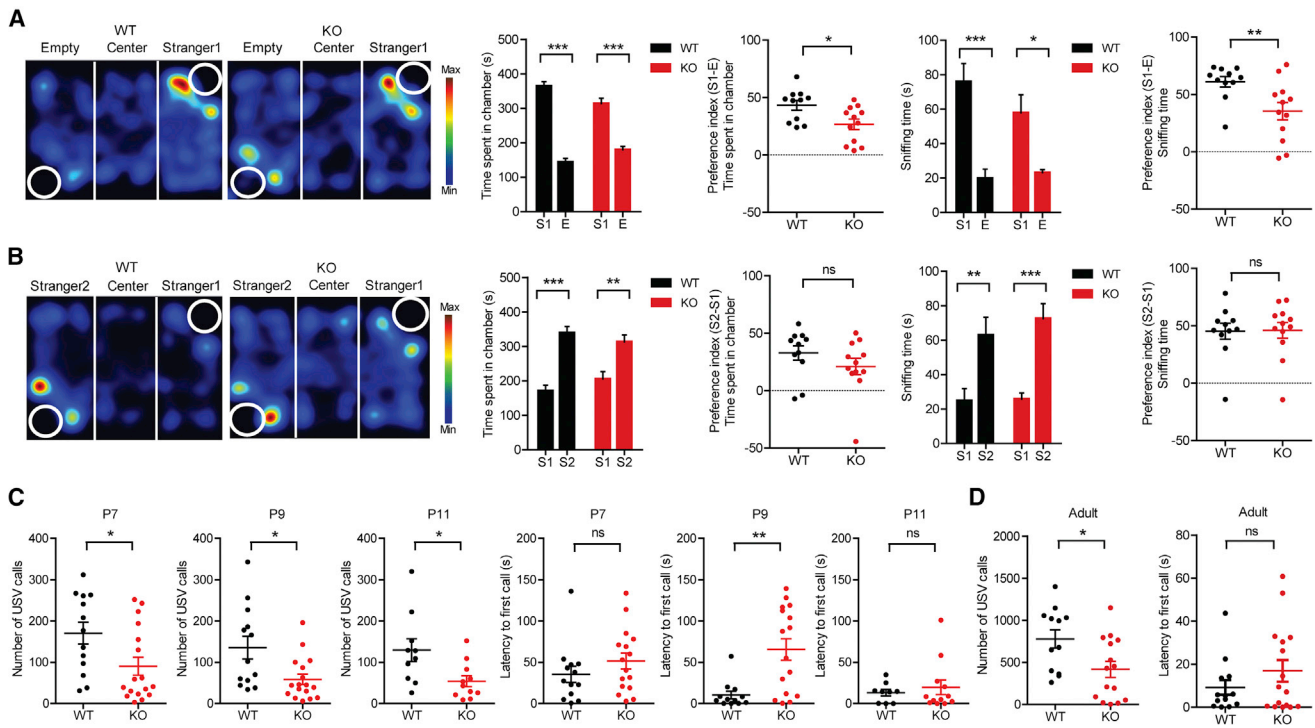 A
WT
KO
Empty Center Stranger1 Empty Center Stranger1
Max
Min
Time spent in chamber (s)
500
400
300
200
100
0
*** ***
S1 E S1 E
WT
KO
Preference index (S1-E)
Time spent in chamber
100
50
0
-50
*
WT KO
Sniffing time (s)
100
80
60
40
20
0
*** *
S1 E S1 E
WT
KO
Preference index (S1-E)
Sniffing time
100
50
0
-50
**
WT KO
B
WT
KO
Stranger2 Center Stranger1 Stranger2 Center Stranger1
Max
Min
Time spent in chamber (s)
500
400
300
200
100
0
*** **
S1 S2 S1 S2
WT
KO
Preference index (S2-S1)
Time spent in chamber
100
50
0
-50
ns
WT KO
Sniffing time (s)
100
80
60
40
20
0
** ***
S1 S2 S1 S2
WT
KO
Preference index (S2-S1)
Sniffing time
100
50
0
-50
ns
WT KO
C
P7
Number of USV calls
400
300
200
100
0
*
WT KO
P9
Number of USV calls
400
300
200
100
0
*
WT KO
P11
Number of USV calls
400
300
200
100
0
*
WT KO
P7
Latency to first call (s)
200
150
100
50
0
ns
WT KO
P9
Latency to first call (s)
200
150
100
50
0
**
WT KO
P11
Latency to first call (s)
200
150
100
50
0
ns
WT KO
D
Adult
Number of USV calls
2000
1500
1000
500
0
*
WT KO
Adult
Latency to first call (s)
80
60
40
20
0
ns
WT KO